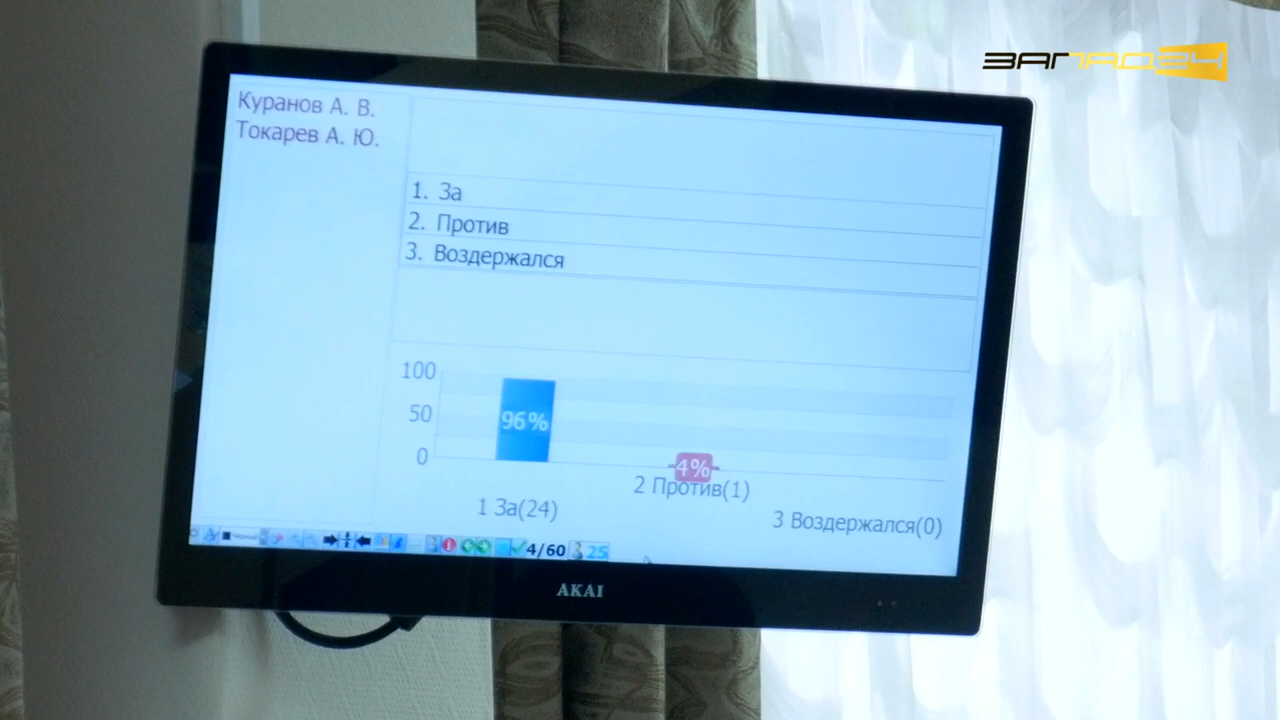 ЗАПАД24
Куранов А. В.
Токарев А. Ю.
1. За
2. Против
3. Воздержался
100
50
0
96%
4%
1 За(24)
2 Против(1)
3 Воздержался(0)
4/60
25
AKAI